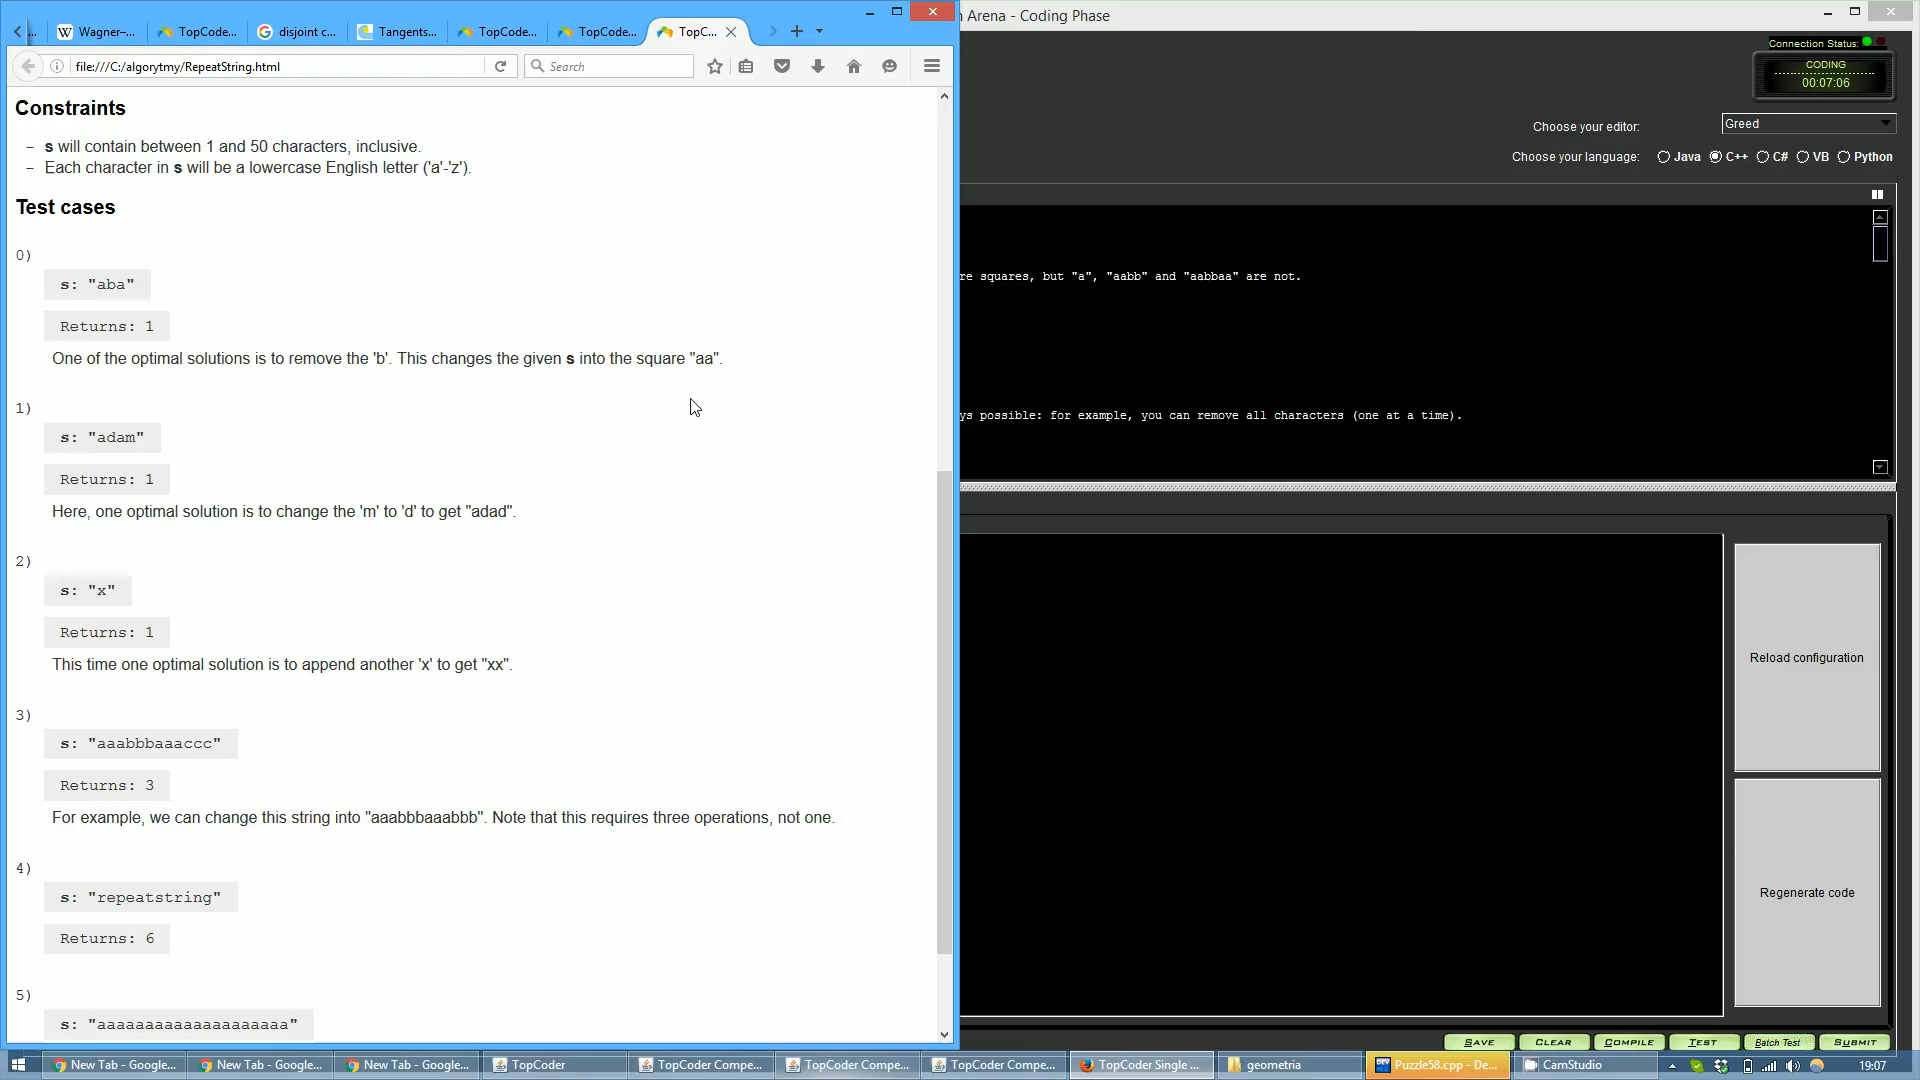 ... Wagner–... TopCode... disjoint c... Tangents... TopCode... TopCode... TopC...
n Arena - Coding Phase
file:///C:/algorytmy/RepeatString.html
Search
Connection Status:
CODING
00:07:06
Choose your editor:
Greed
Choose your language:
Java
C++
C#
VB
Python
Constraints
– s will contain between 1 and 50 characters, inclusive.
– Each character in s will be a lowercase English letter ('a'-'z').
Test cases
0)
s: "aba"
Returns: 1
One of the optimal solutions is to remove the 'b'. This changes the given s into the square "aa".
1)
s: "adam"
Returns: 1
Here, one optimal solution is to change the 'm' to 'd' to get "adad".
2)
s: "x"
Returns: 1
This time one optimal solution is to append another 'x' to get "xx".
3)
s: "aaabbbaaaccc"
Returns: 3
For example, we can change this string into "aaabbbaaabbb". Note that this requires three operations, not one.
4)
s: "repeatstring"
Returns: 6
5)
s: "aaaaaaaaaaaaaaaaaaaa"
re squares, but "a", "aabb" and "aabbaa" are not.
ys possible: for example, you can remove all characters (one at a time).
Reload configuration
Regenerate code
SAVE CLEAR COMPILE TEST Batch Test SUBMIT
New Tab - Google... New Tab - Google... New Tab - Google... TopCoder TopCoder Compe... TopCoder Compe... TopCoder Compe... TopCoder Single ... geometria Puzzle58.cpp - De... CamStudio 19:07